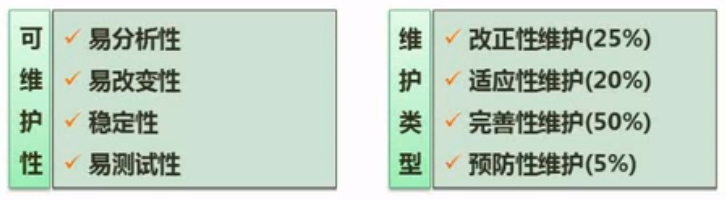 可维护性
易分析性
易改变性
稳定性
易测试性
维护类型
改正性维护(25%)
适应性维护(20%)
完善性维护(50%)
预防性维护(5%)